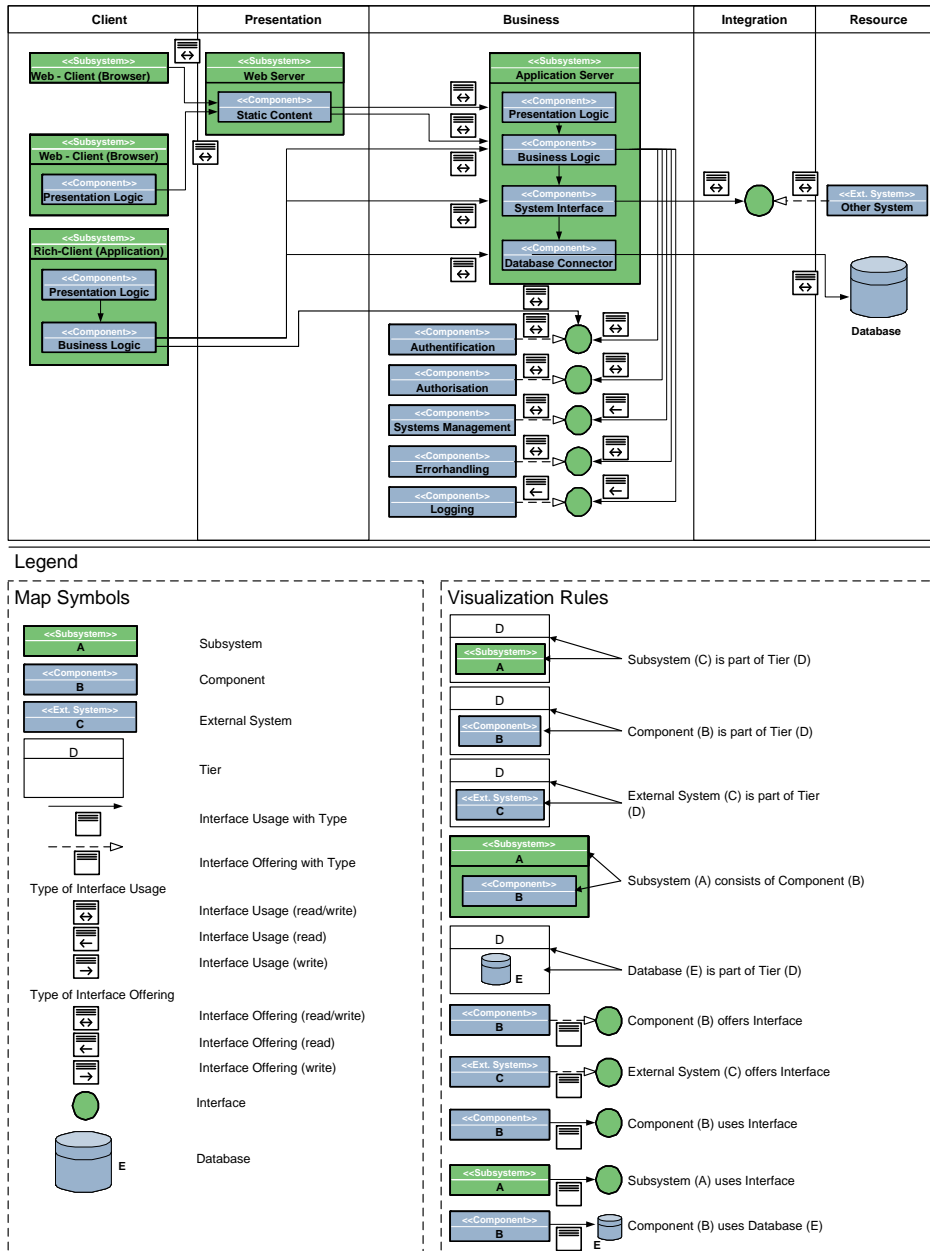 Client
Presentation
Business
Integration
Resource
<<Subsystem>>
Web - Client (Browser)
<<Subsystem>>
Web Server
<<Component>>
Static Content
<<Subsystem>>
Application Server
<<Component>>
Presentation Logic
<<Component>>
Business Logic
<<Component>>
System Interface
<<Component>>
Database Connector
<<Subsystem>>
Web - Client (Browser)
<<Component>>
Presentation Logic
<<Ext. System>>
Other System
<<Subsystem>>
Rich-Client (Application)
<<Component>>
Presentation Logic
<<Component>>
Business Logic
Database
<<Component>>
Authentification
<<Component>>
Authorisation
<<Component>>
Systems Management
<<Component>>
Errorhandling
<<Component>>
Logging
Legend
Map Symbols
<<Subsystem>>
A
Subsystem
<<Component>>
B
Component
<<Ext. System>>
C
External System
D
Tier
Interface Usage with Type
Interface Offering with Type
Type of Interface Usage
Interface Usage (read/write)
Interface Usage (read)
Interface Usage (write)
Type of Interface Offering
Interface Offering (read/write)
Interface Offering (read)
Interface Offering (write)
Interface
E
Database
Visualization Rules
D
<<Subsystem>>
A
Subsystem (C) is part of Tier (D)
D
<<Component>>
B
Component (B) is part of Tier (D)
D
<<Ext. System>>
C
External System (C) is part of Tier
(D)
<<Subsystem>>
A
<<Component>>
B
Subsystem (A) consists of Component (B)
D
E
Database (E) is part of Tier (D)
<<Component>>
B
Component (B) offers Interface
<<Ext. System>>
C
External System (C) offers Interface
<<Component>>
B
Component (B) uses Interface
<<Subsystem>>
A
Subsystem (A) uses Interface
<<Component>>
B
E
Component (B) uses Database (E)